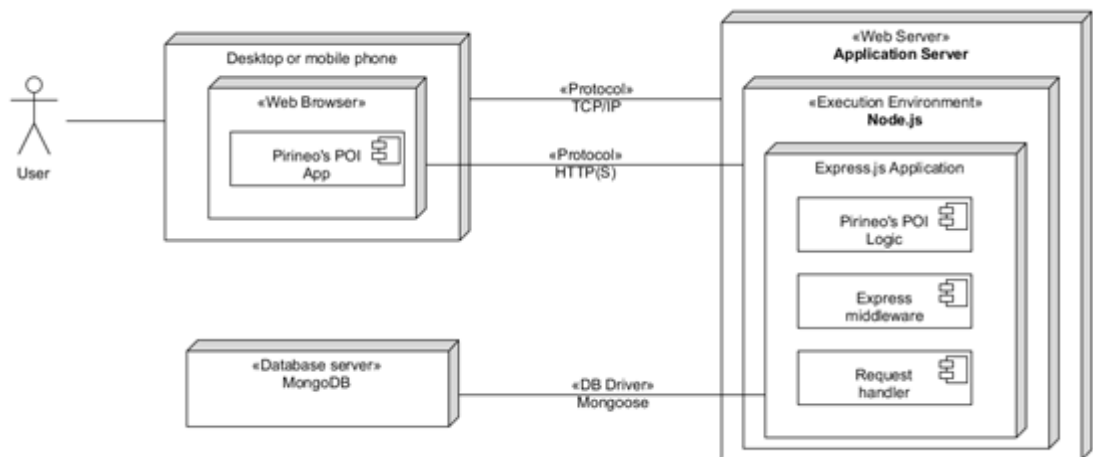 User
Desktop or mobile phone
«Web Browser»
Pirineo's POI
App
«Protocol»
TCP/IP
«Protocol»
HTTP(S)
«Web Server»
Application Server
«Execution Environment»
Node.js
Express.js Application
Pirineo's POI
Logic
Express
middleware
Request
handler
«Database server»
MongoDB
«DB Driver»
Mongoose